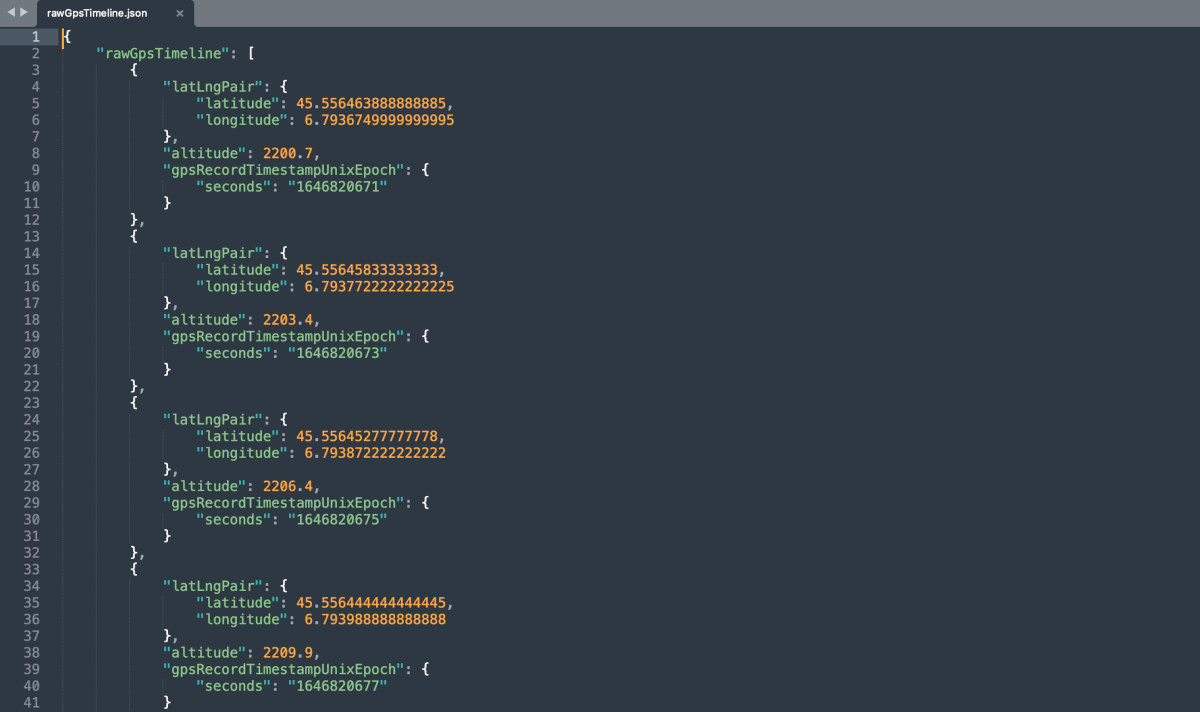 rawGpsTimeline.json ×
1 {
2 "rawGpsTimeline": [
3 {
4 "latLngPair": {
5 "latitude": 45.556463888888885,
6 "longitude": 6.7936749999999995
7 },
8 "altitude": 2200.7,
9 "gpsRecordTimestampUnixEpoch": {
10 "seconds": "1646820671"
11 }
12 },
13 {
14 "latLngPair": {
15 "latitude": 45.55645833333333,
16 "longitude": 6.7937722222222225
17 },
18 "altitude": 2203.4,
19 "gpsRecordTimestampUnixEpoch": {
20 "seconds": "1646820673"
21 }
22 },
23 {
24 "latLngPair": {
25 "latitude": 45.55645277777778,
26 "longitude": 6.793872222222222
27 },
28 "altitude": 2206.4,
29 "gpsRecordTimestampUnixEpoch": {
30 "seconds": "1646820675"
31 }
32 },
33 {
34 "latLngPair": {
35 "latitude": 45.556444444444445,
36 "longitude": 6.793988888888888
37 },
38 "altitude": 2209.9,
39 "gpsRecordTimestampUnixEpoch": {
40 "seconds": "1646820677"
41 }